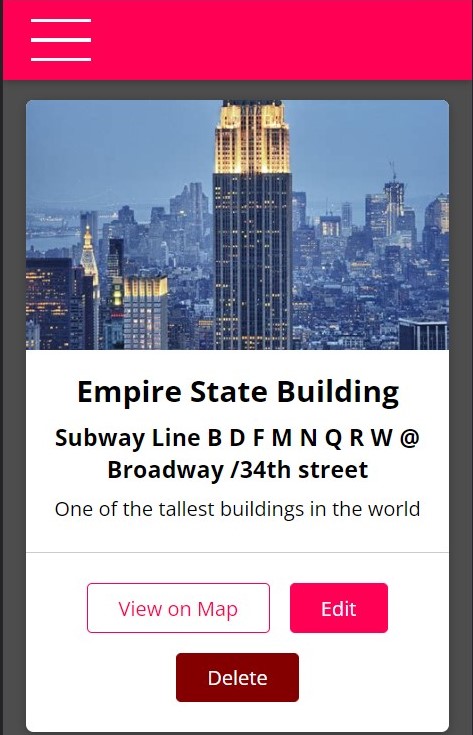 Empire State Building
Subway Line B D F M N Q R W @
Broadway /34th street
One of the tallest buildings in the world
View on Map
Edit
Delete